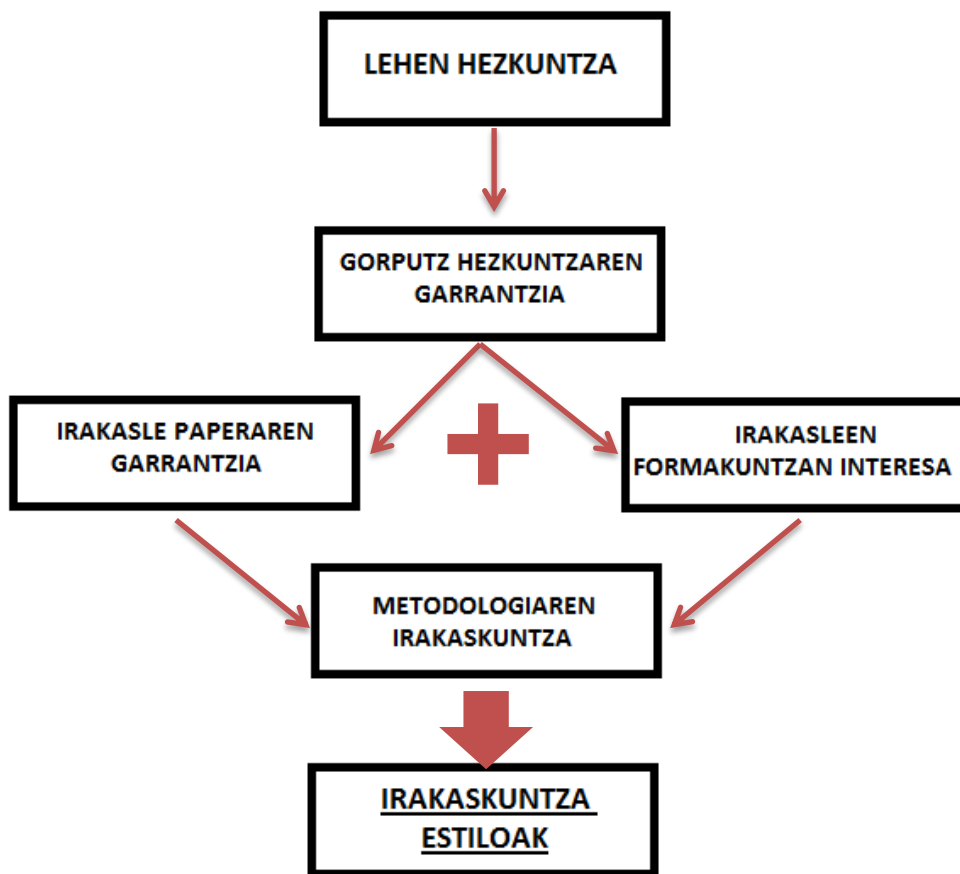 LEHEN HEZKUNTZA
GORPUTZ HEZKUNTZAREN
GARRANTZIA
IRAKASLE PAPERAREN
GARRANTZIA
IRAKASLEEN
FORMAKUNTZAN INTERESA
METODOLOGIAREN
IRAKASKUNTZA
IRAKASKUNTZA
ESTILOAK